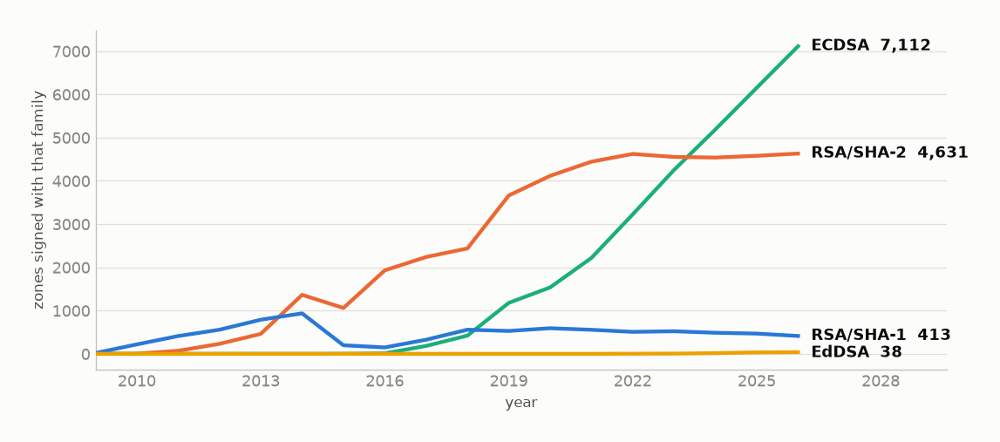 ECDSA 7,112
7000
6000
5000
RSA/SHA-2 4,631
4000
3000
2000
1000
RSA/SHA-1 413
0
EdDSA 38
zones signed with that family
2010 2013 2016 2019 2022 2025 2028
year